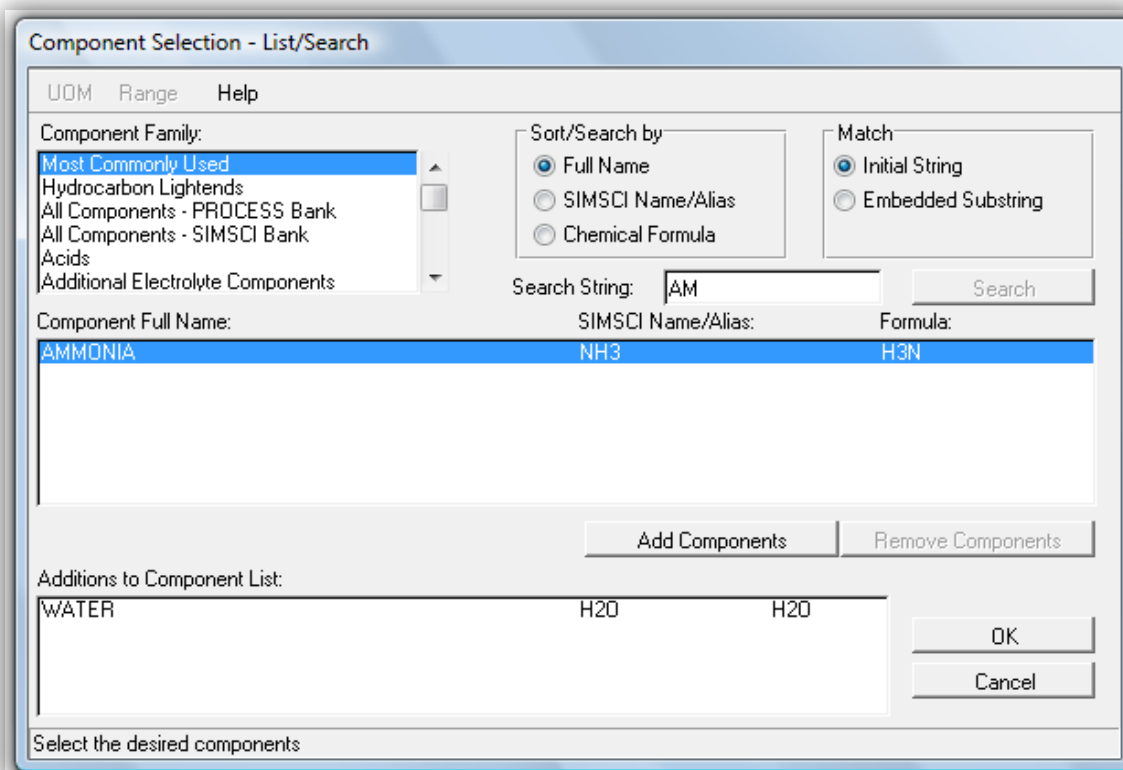 Component Selection - List/Search
UOM Range Help
Component Family:
Most Commonly Used
Hydrocarbon Lightends
All Components - PROCESS Bank
All Components - SIMSCI Bank
Acids
Additional Electrolyte Components
Sort/Search by
Full Name
SIMSCI Name/Alias
Chemical Formula
Match
Initial String
Embedded Substring
Search String: AM Search
Component Full Name: SIMSCI Name/Alias: Formula:
AMMONIA NH3 H3N
Add Components Remove Components
Additions to Component List:
WATER H2O H2O
OK
Cancel
Select the desired components